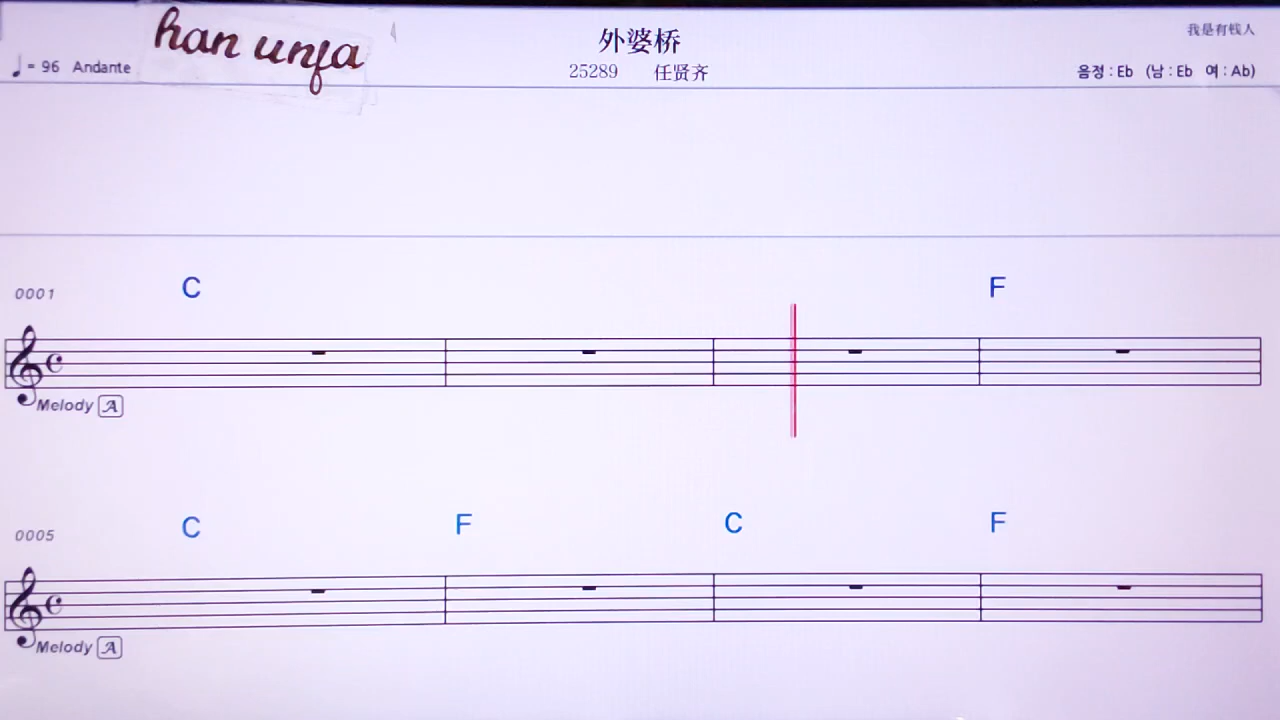 han unfa
外婆桥
我是有钱人
♩ = 96 Andante
25289 任贤齐
음정 : Eb (남 : Eb 여 : Ab)
0001 C F
Melody A
0005 C F C F
Melody A